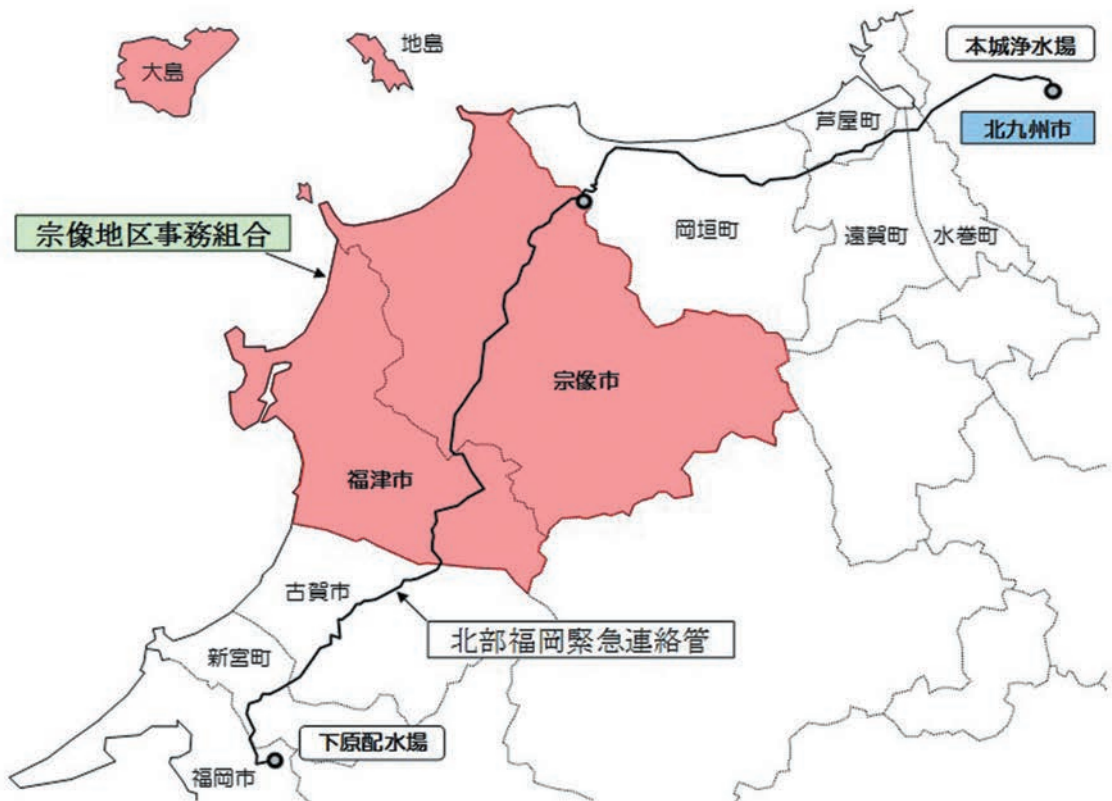 本城浄水場
地島
大島
芦屋町
北九州市
宗像地区事務組合
岡垣町
遠賀町
水巻町
宗像市
福津市
古賀市
北部福岡緊急連絡管
新宮町
下原配水場
福岡市